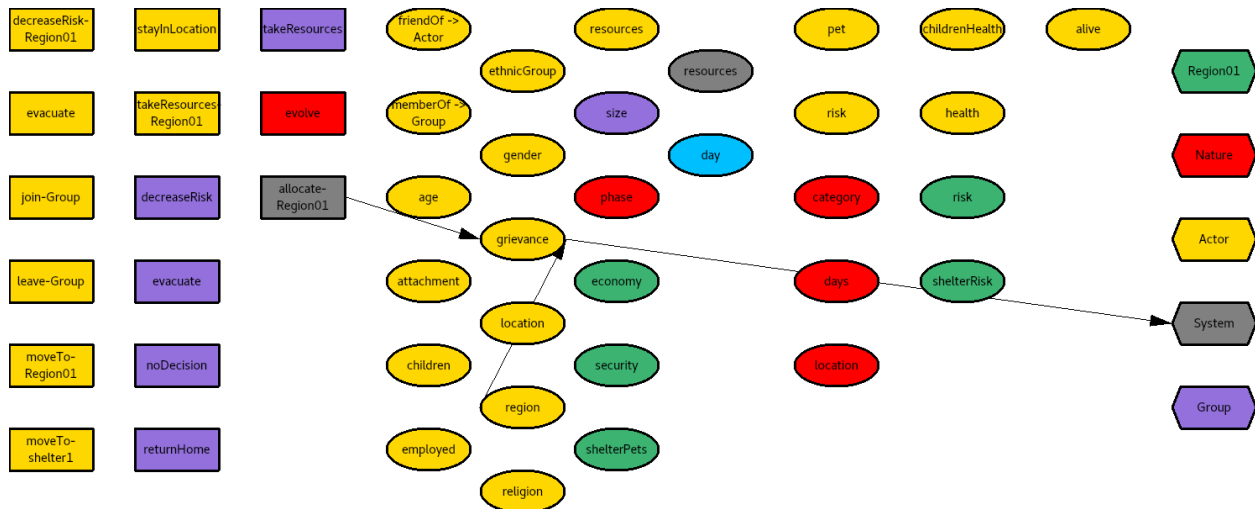 decreaseRisk-
Region01
stayInLocation
takeResources
friendOf ->
Actor
resources
pet
childrenHealth
alive
ethnicGroup
resources
Region01
evacuate
takeResources-
Region01
evolve
memberOf ->
Group
size
risk
health
gender
day
Nature
join-Group
decreaseRisk
allocate-
Region01
age
phase
category
risk
grievance
Actor
leave-Group
evacuate
attachment
economy
days
shelterRisk
location
System
moveTo-
Region01
noDecision
children
security
location
region
Group
moveTo-
shelter1
returnHome
employed
shelterPets
religion